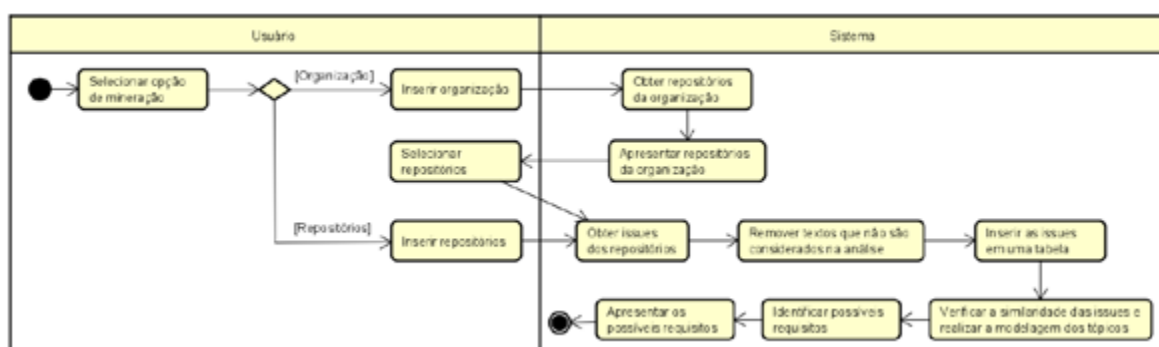 Usuário
Sistema
Selecionar opção
de mineração
[Organização]
Inserir organização
Obter repositórios
da organização
Selecionar
repositórios
Apresentar repositórios
da organização
[Repositórios]
Inserir repositórios
Obter issues
dos repositórios
Remover textos que não são
considerados na análise
Inserir as issues
em uma tabela
Apresentar os
possíveis requisitos
Identificar possíveis
requisitos
Verificar a similaridade das issues e
realizar a modelagem dos tópicos